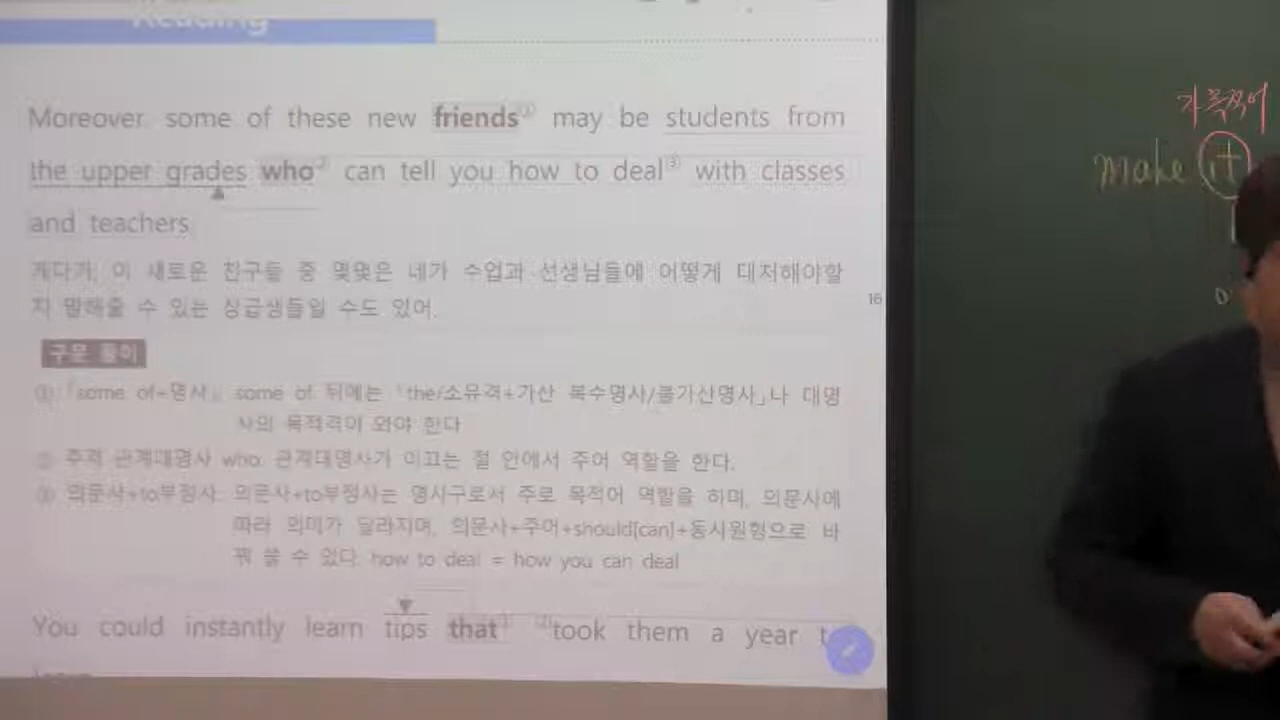 Reading
Moreover some of these new friends① may be students from
the upper grades who② can tell you how to deal③ with classes
and teachers
게다가, 이 새로운 친구들 중 몇몇은 네가 수업과 선생님들에 어떻게 대처해야할
지 말해줄 수 있는 상급생들일 수도 있어.
구문 풀이
① 「some of+명사」 some of 뒤에는 「the/소유격+가산 복수명사/불가산명사」나 대명
사의 목적격이 와야 한다
② 주격 관계대명사 who: 관계대명사가 이끄는 절 안에서 주어 역할을 한다.
③ 의문사+to부정사: 의문사+to부정사는 명사구로서 주로 목적어 역할을 하며, 의문사에
따라 의미가 달라지며, 의문사+주어+should[can]+동사원형으로 바
꿔 쓸 수 있다. how to deal = how you can deal
You could instantly learn tips that① ②took them a year t
16
가목적어
make it